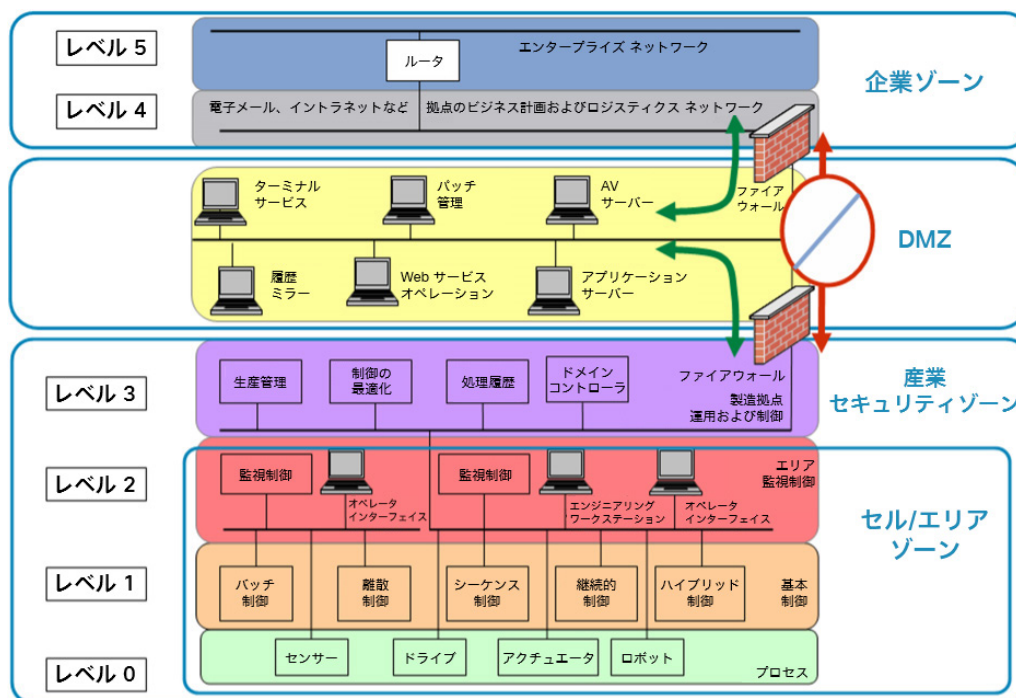 レベル 5
エンタープライズ ネットワーク
ルータ
企業ゾーン
レベル 4
電子メール、イントラネットなど
拠点のビジネス計画およびロジスティクス ネットワーク
ターミナル
サービス
パッチ
管理
AV
サーバー
ファイア
ウォール
DMZ
履歴
ミラー
Web サービス
オペレーション
アプリケーション
サーバー
レベル 3
生産管理
制御の
最適化
処理履歴
ドメイン
コントローラ
ファイアウォール
製造拠点
運用および制御
産業
セキュリティゾーン
レベル 2
監視制御
オペレータ
インターフェイス
監視制御
エンジニアリング
ワークステーション
オペレータ
インターフェイス
エリア
監視制御
セル/エリア
ゾーン
レベル 1
バッチ
制御
離散
制御
シーケンス
制御
継続的
制御
ハイブリッド
制御
基本
制御
レベル 0
センサー
ドライブ
アクチュエータ
ロボット
プロセス